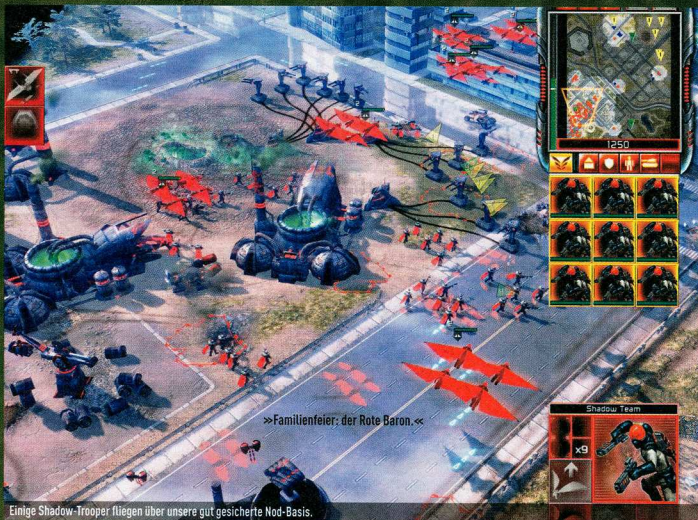 1250
»Familienfeier: der Rote Baron.«
Shadow Team
x9
Einige Shadow-Trooper fliegen über unsere gut gesicherte Nod-Basis.